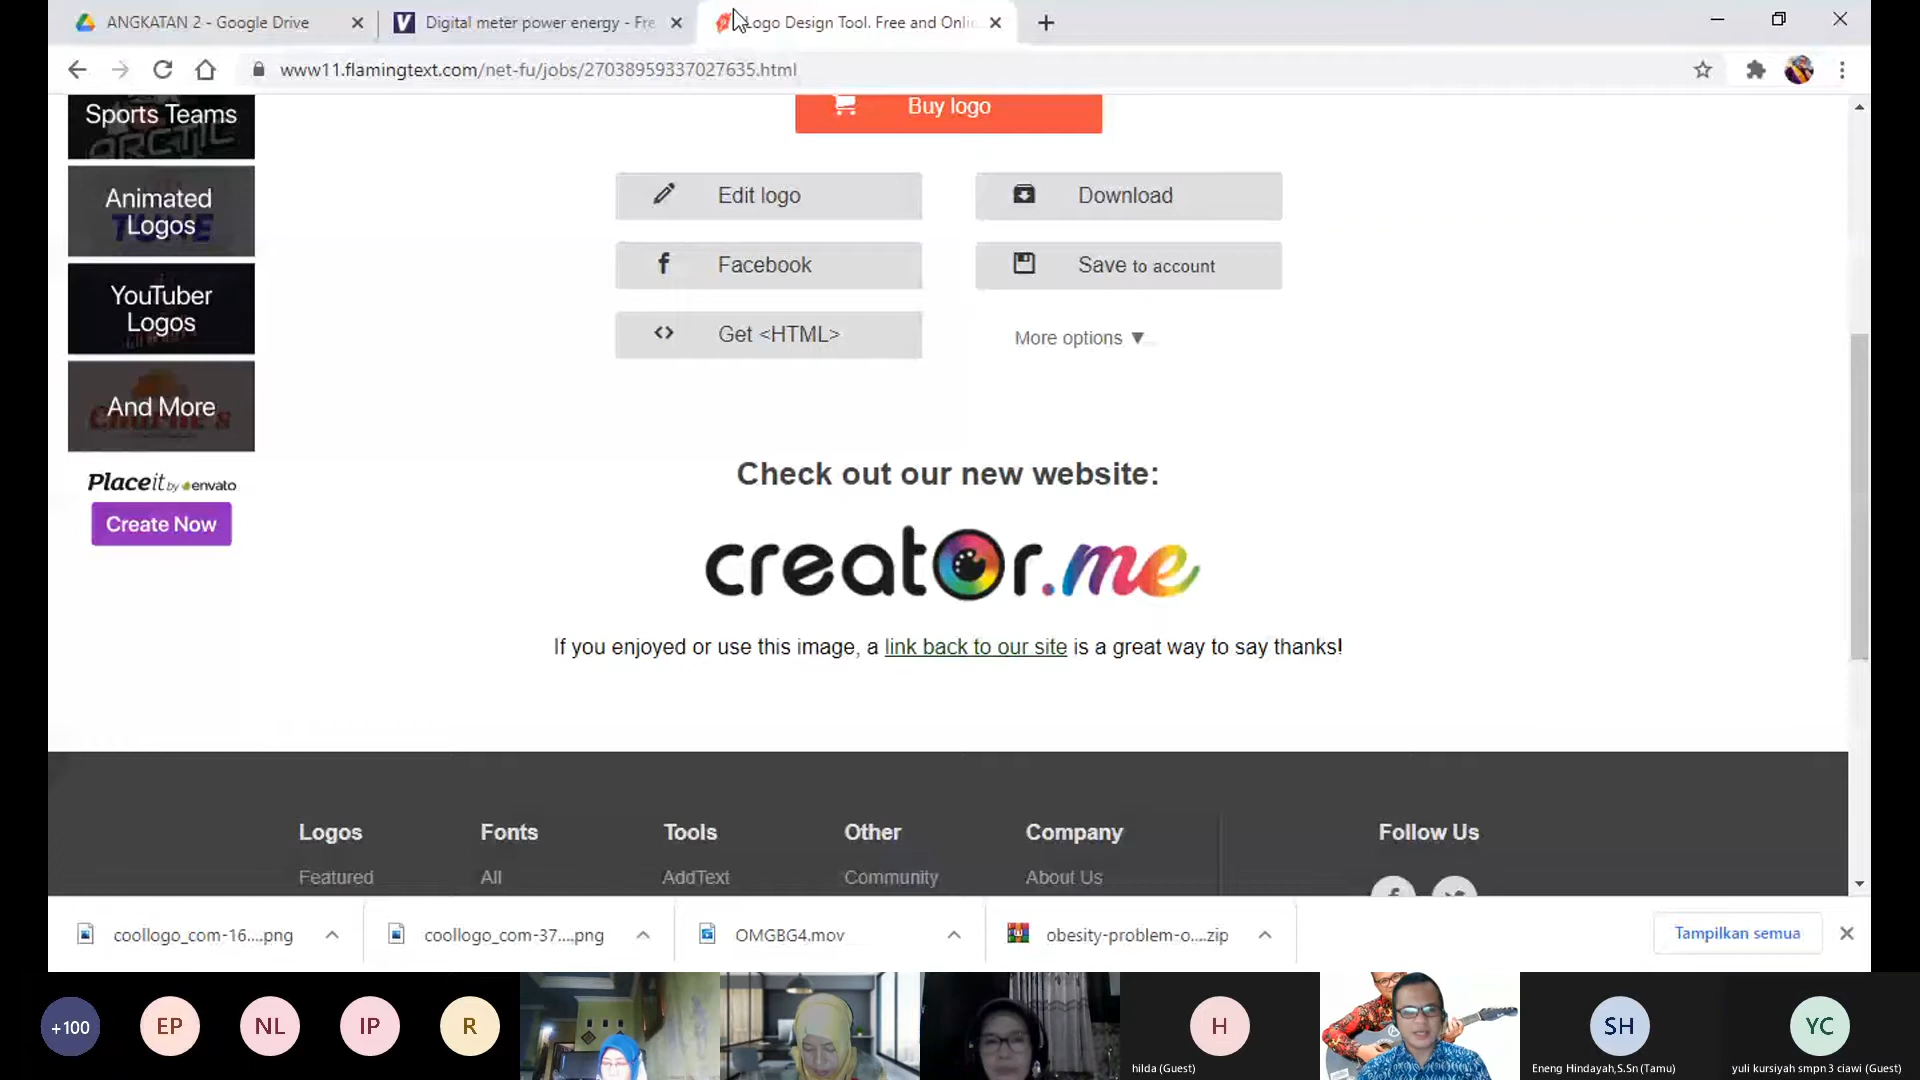 ANGKATAN 2 - Google Drive
Digital meter power energy - Fre
Logo Design Tool. Free and Onlin
www11.flamingtext.com/net-fu/jobs/27038959337027635.html
Sports Teams
ARCTIC
Animated
Logos
YouTuber
Logos
And More
Placeit by envato
Create Now
Buy logo
Edit logo
Download
Facebook
Save to account
Get <HTML>
More options ▼
Check out our new website:
creator.me
If you enjoyed or use this image, a link back to our site is a great way to say thanks!
Logos
Fonts
Tools
Other
Company
Follow Us
Featured
All
AddText
Community
About Us
coollogo_com-16....png
coollogo_com-37....png
OMGBG4.mov
obesity-problem-o....zip
Tampilkan semua
+100
EP
NL
IP
R
H
SH
YC
hilda (Guest)
Eneng Hindayah,S.Sn (Tamu)
yuli kursiyah smpn 3 ciawi (Guest)